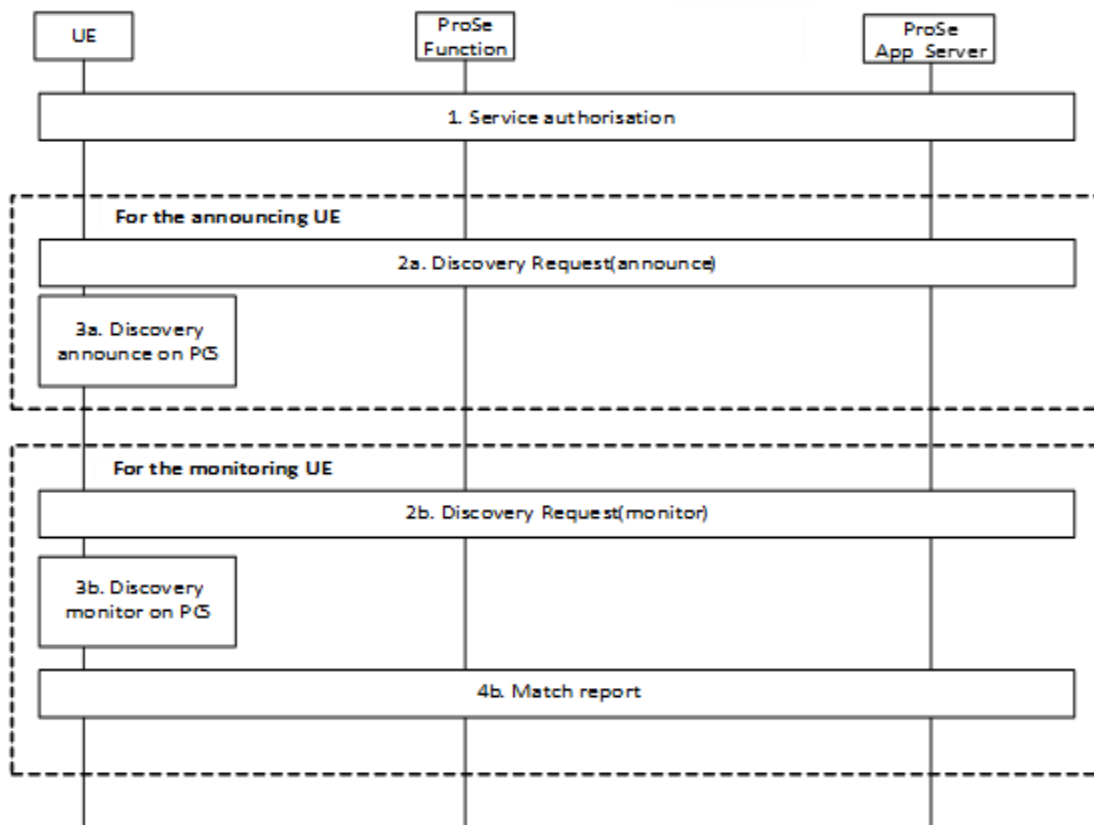 UE
ProSe
Function
ProSe
App Server
1. Service authorisation
For the announcing UE
2a. Discovery Request(announce)
3a. Discovery
announce on PC5
For the monitoring UE
2b. Discovery Request(monitor)
3b. Discovery
monitor on PC5
4b. Match report